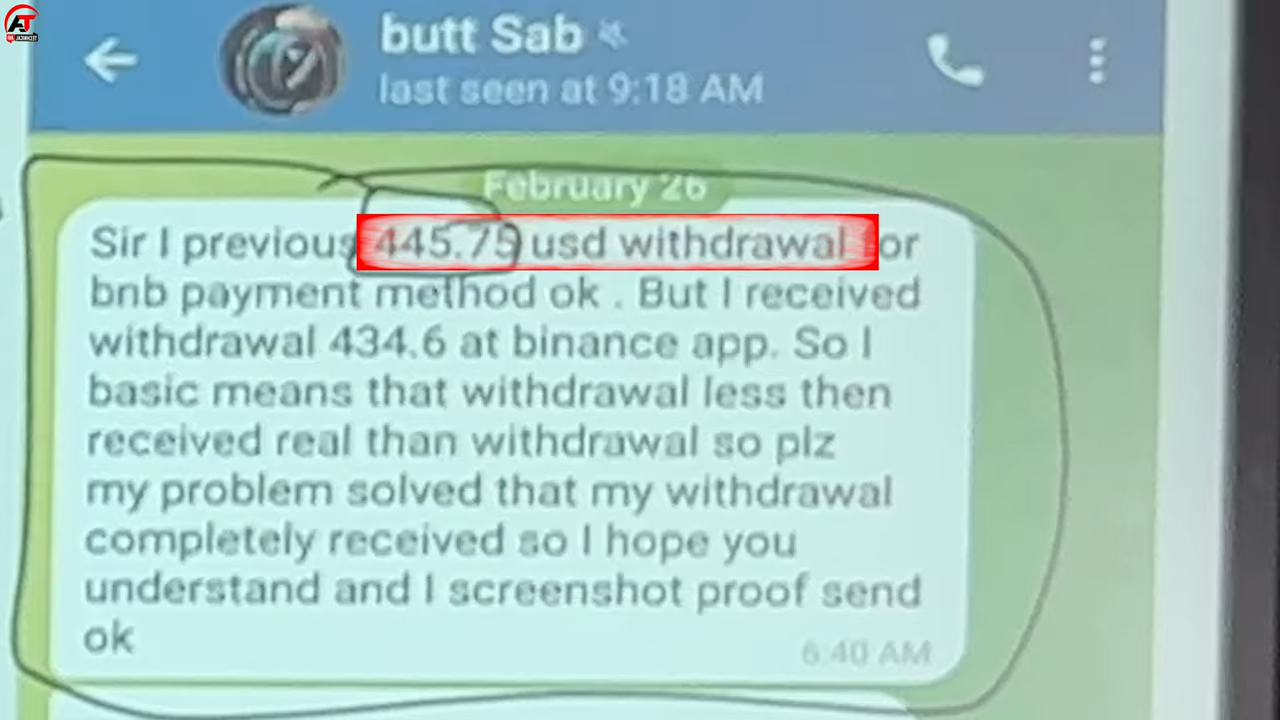 AT
butt Sab
last seen at 9:18 AM
February 26
Sir I previous 445.75 usd withdrawal for
bnb payment method ok . But I received
withdrawal 434.6 at binance app. So I
basic means that withdrawal less then
received real than withdrawal so plz
my problem solved that my withdrawal
completely received so I hope you
understand and I screenshot proof send
ok
6:40 AM